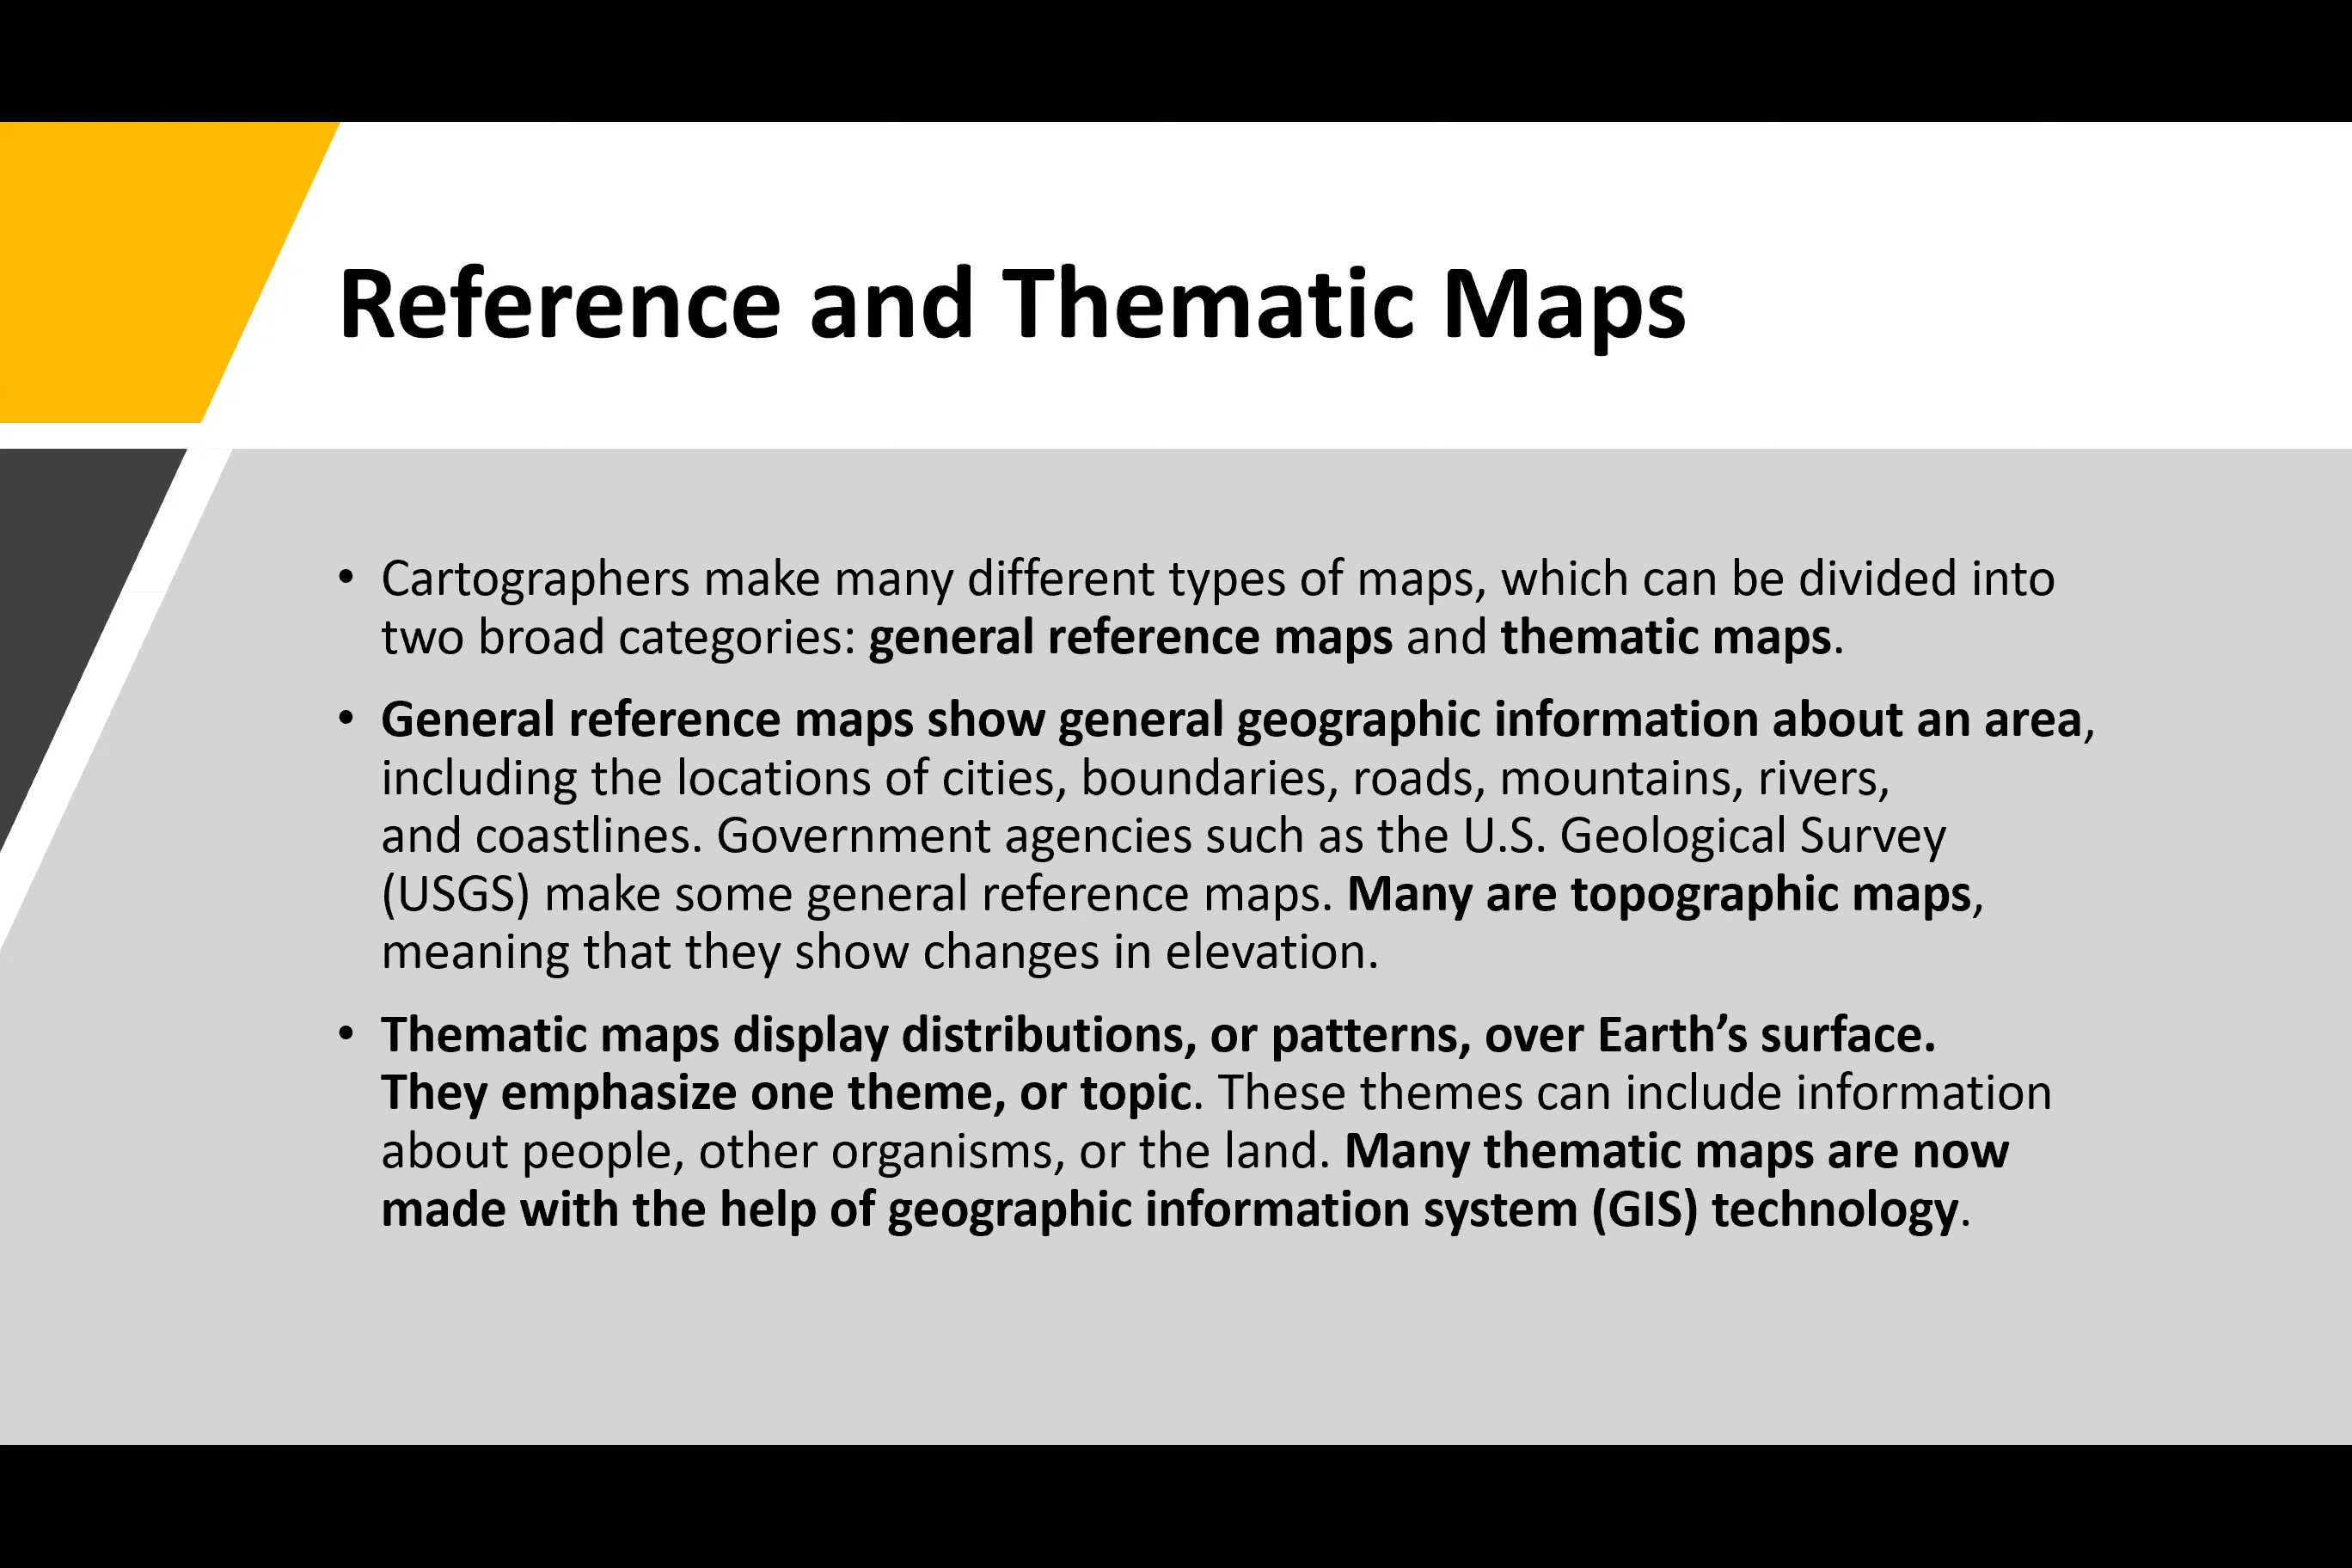 Reference and Thematic Maps
• Cartographers make many different types of maps, which can be divided into
two broad categories: general reference maps and thematic maps.
• General reference maps show general geographic information about an area,
including the locations of cities, boundaries, roads, mountains, rivers,
and coastlines. Government agencies such as the U.S. Geological Survey
(USGS) make some general reference maps. Many are topographic maps,
meaning that they show changes in elevation.
• Thematic maps display distributions, or patterns, over Earth’s surface.
They emphasize one theme, or topic. These themes can include information
about people, other organisms, or the land. Many thematic maps are now
made with the help of geographic information system (GIS) technology.